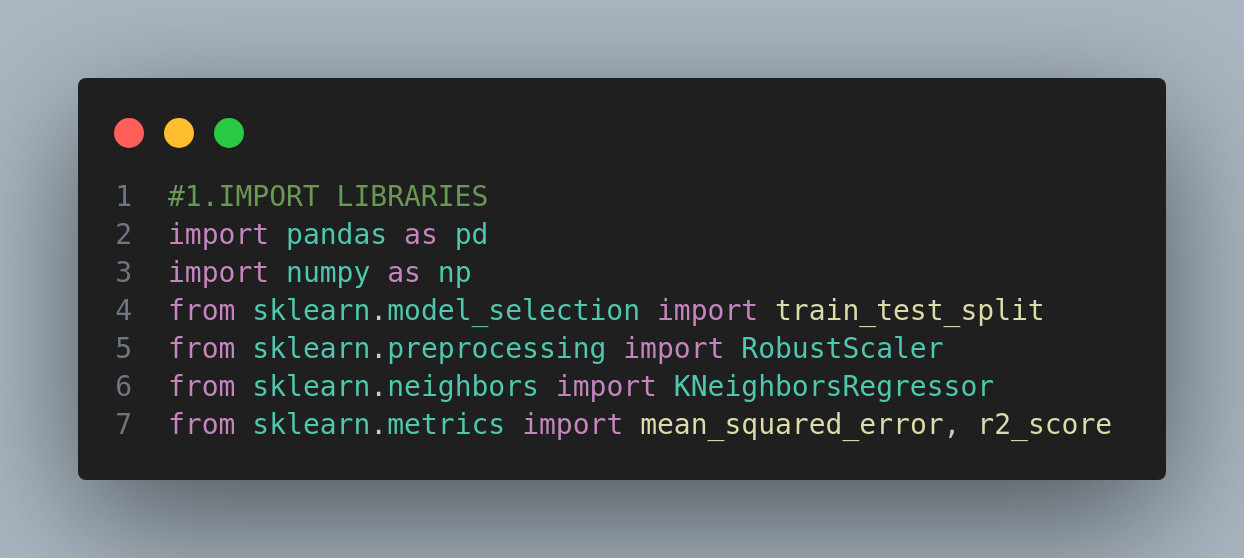 1 #1.IMPORT LIBRARIES
2 import pandas as pd
3 import numpy as np
4 from sklearn.model_selection import train_test_split
5 from sklearn.preprocessing import RobustScaler
6 from sklearn.neighbors import KNeighborsRegressor
7 from sklearn.metrics import mean_squared_error, r2_score